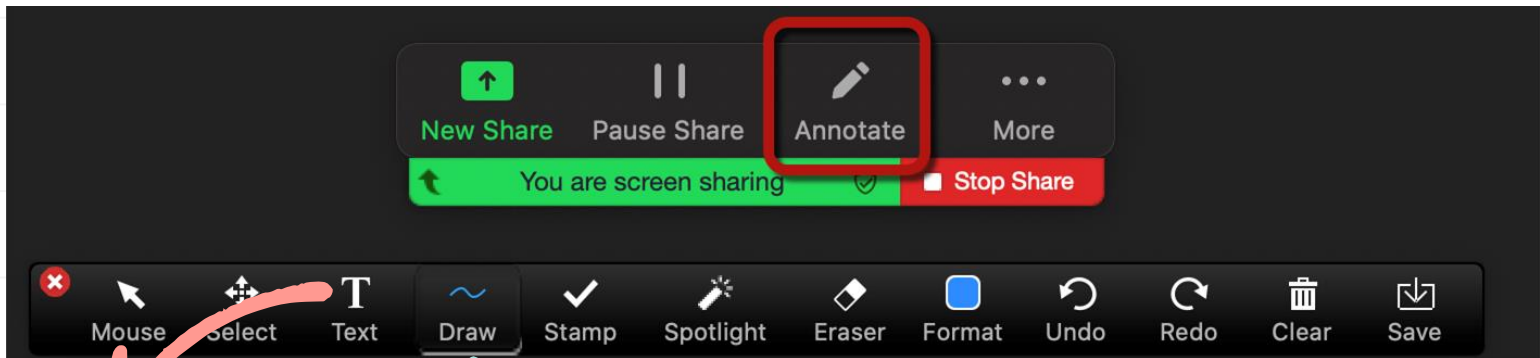 New Share Pause Share Annotate More
You are screen sharing Stop Share
Mouse Select Text Draw Stamp Spotlight Eraser Format Undo Redo Clear Save